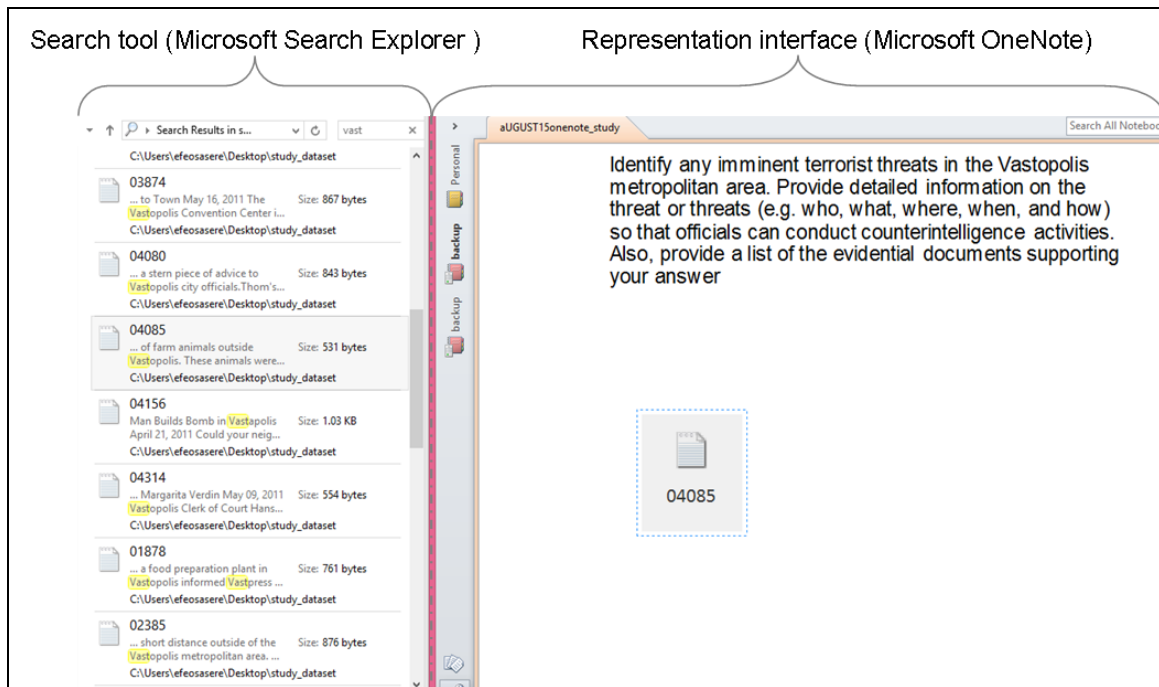 Search tool (Microsoft Search Explorer )
Representation interface (Microsoft OneNote)
Search Results in s...
vast
C:\Users\efeosasere\Desktop\study_dataset
03874
... to Town May 16, 2011 The
Size: 867 bytes
Vastopolis Convention Center i...
C:\Users\efeosasere\Desktop\study_dataset
04080
... a stern piece of advice to
Size: 843 bytes
Vastopolis city officials.Thom's...
C:\Users\efeosasere\Desktop\study_dataset
04085
... of farm animals outside
Size: 531 bytes
Vastopolis. These animals were...
C:\Users\efeosasere\Desktop\study_dataset
04156
Man Builds Bomb in Vastapolis
Size: 1.03 KB
April 21, 2011 Could your neig...
C:\Users\efeosasere\Desktop\study_dataset
04314
... Margarita Verdin May 09, 2011
Size: 554 bytes
Vastopolis Clerk of Court Hans...
C:\Users\efeosasere\Desktop\study_dataset
01878
... a food preparation plant in
Size: 761 bytes
Vastopolis informed Vastpress ...
C:\Users\efeosasere\Desktop\study_dataset
02385
... short distance outside of the
Size: 876 bytes
Vastopolis metropolitan area. ...
C:\Users\efeosasere\Desktop\study_dataset
Personal
backup
backup
aUGUST15onenote_study
Search All Noteboo
Identify any imminent terrorist threats in the Vastopolis
metropolitan area. Provide detailed information on the
threat or threats (e.g. who, what, where, when, and how)
so that officials can conduct counterintelligence activities.
Also, provide a list of the evidential documents supporting
your answer
04085